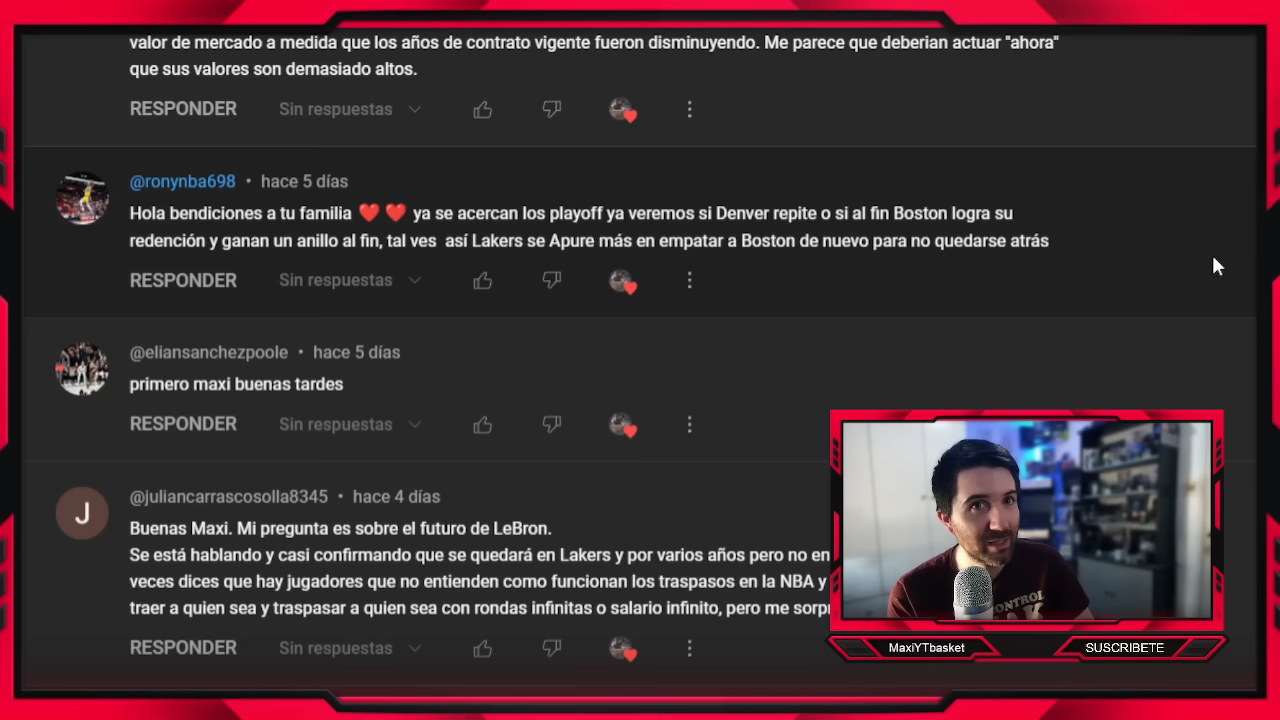 valor de mercado a medida que los años de contrato vigente fueron disminuyendo. Me parece que deberian actuar "ahora"
que sus valores son demasiado altos.
RESPONDER Sin respuestas
@ronynba698 • hace 5 días
Hola bendiciones a tu familia ❤️ ❤️ ya se acercan los playoff ya veremos si Denver repite o si al fin Boston logra su
redención y ganan un anillo al fin, tal ves así Lakers se Apure más en empatar a Boston de nuevo para no quedarse atrás
RESPONDER Sin respuestas
@eliansanchezpoole • hace 5 días
primero maxi buenas tardes
RESPONDER Sin respuestas
J
@juliancarrascosolla8345 • hace 4 días
Buenas Maxi. Mi pregunta es sobre el futuro de LeBron.
Se está hablando y casi confirmando que se quedará en Lakers y por varios años pero no en
veces dices que hay jugadores que no entienden como funcionan los traspasos en la NBA y
traer a quien sea y traspasar a quien sea con rondas infinitas o salario infinito, pero me sorpr
RESPONDER Sin respuestas
CONTROL
MaxiYTbasket
SUSCRIBETE